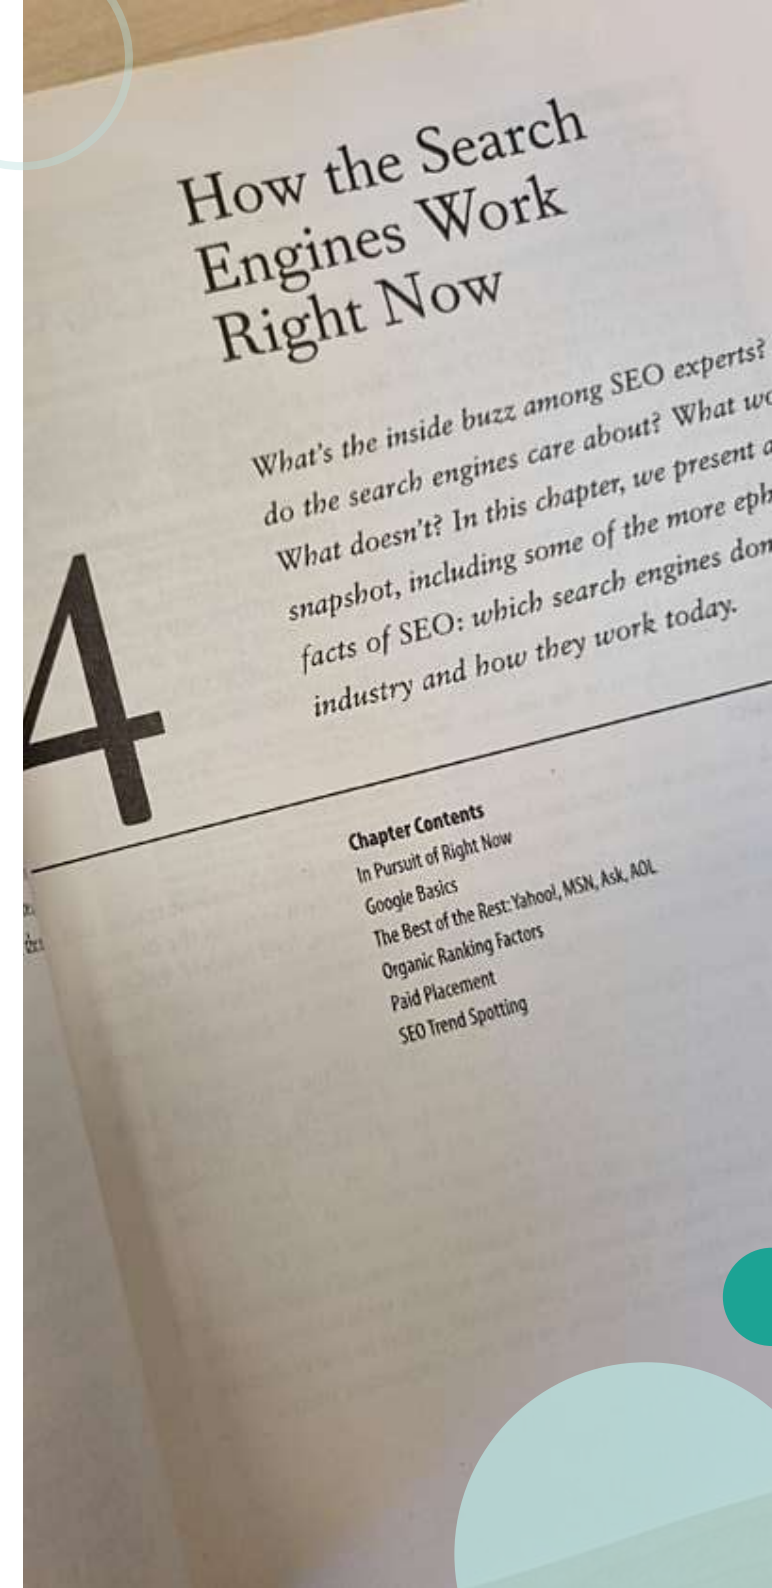 How the Search
Engines Work
Right Now
What's the inside buzz among SEO experts?
do the search engines care about? What
What doesn't? In this chapter, we present
snapshot, including some of the more
facts of SEO: which search engines
industry and how they work today.
4
Chapter Contents
In Pursuit of Right Now
Google Basics
The Best of the Rest: Yahoo!, MSN, Ask, AOL
Organic Ranking Factors
Paid Placement
SEO Trend Spotting